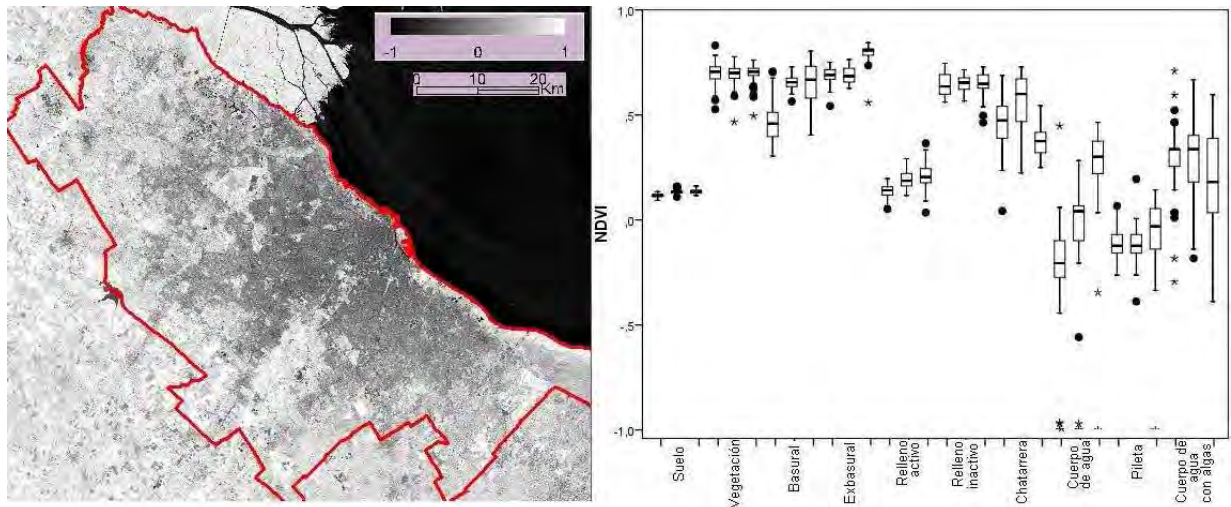 -1
0
1
0
10
20
Km
1.0
.5
.0
-.5
-1.0
NDVI
Suelo
Vegetación
Basural
Exbasural
Relleno
activo
Relleno
inactivo
Chatarrera
Cuerpo
de agua
Pileta
Cuerpo de
agua
con algas